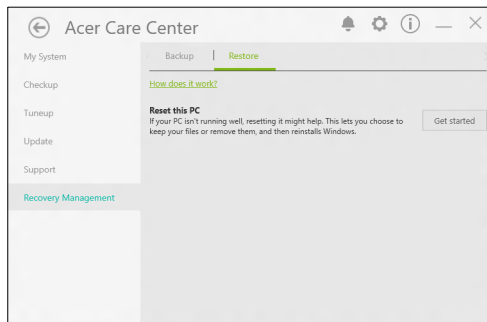 Acer Care Center
My System
Checkup
Tuneup
Update
Support
Recovery Management
Backup
Restore
How does it work?
Reset this PC
If your PC isn't running well, resetting it might help. This lets you choose to
keep your files or remove them, and then reinstalls Windows.
Get started